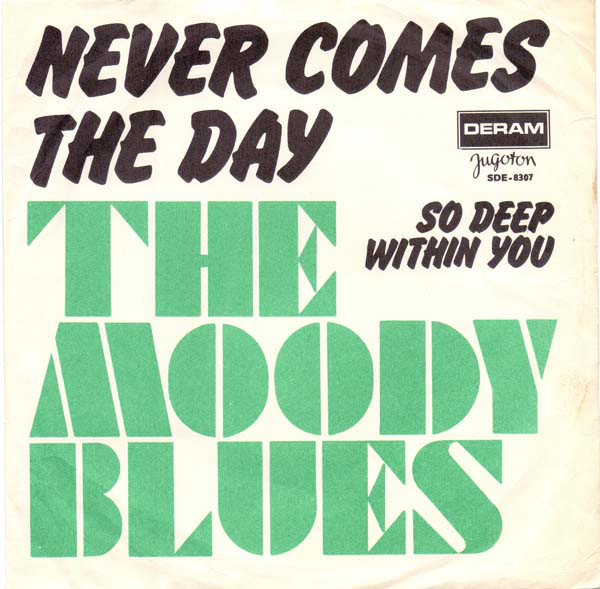 NEVER COMES
THE DAY
DERAM
Jugoton
SDE-8307
SO DEEP
WITHIN YOU
THE
MOODY
BLUES